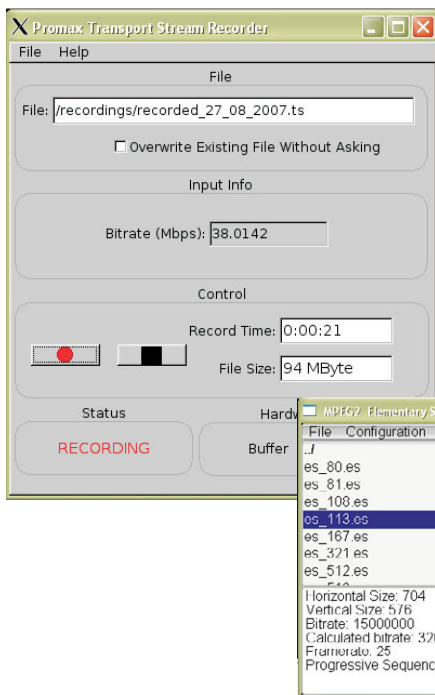 X Promax Transport Stream Recorder
File Help
File
File: /recordings/recorded_27_08_2007.ts
Overwrite Existing File Without Asking
Input Info
Bitrate (Mbps): 38.0142
Control
Record Time: 0:00:21
File Size: 94 MByte
Status
RECORDING
Buffer
MPEG2 Elementary
File Configuration
../
es_80.es
es_81.es
es_108.es
es_113.es
es_167.es
es_321.es
es_512.es
Horizontal Size: 704
Vertical Size: 576
Bitrate: 15000000
Calculated bitrate: 320
Framerate: 25
Progressive